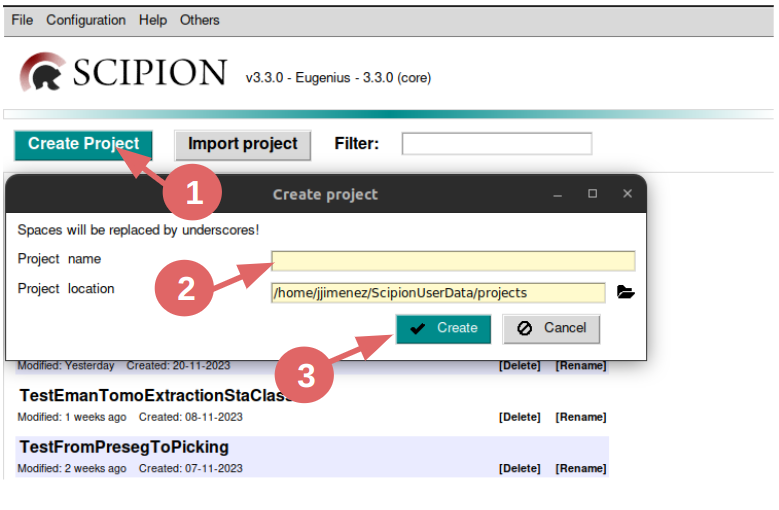 File Configuration Help Others
SCIPION v3.3.0 - Eugenius - 3.3.0 (core)
Create Project Import project Filter:
1
Create project
Spaces will be replaced by underscores!
Project name
2
Project location /home/jjimenez/ScipionUserData/projects
Create Cancel
3
Modified: Yesterday Created: 20-11-2023 [Delete] [Rename]
TestEmanTomoExtractionStaClass
Modified: 1 weeks ago Created: 08-11-2023 [Delete] [Rename]
TestFromPresegToPicking
Modified: 2 weeks ago Created: 07-11-2023 [Delete] [Rename]